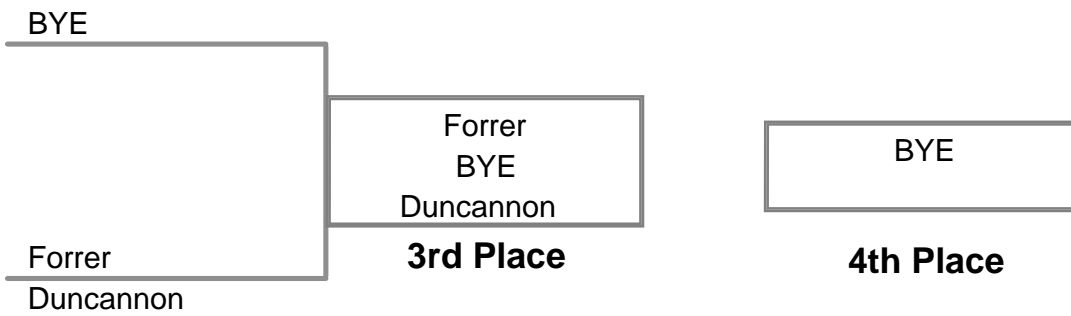 BYE
Forrer
BYE
Duncannon
3rd Place
BYE
4th Place
Forrer
Duncannon